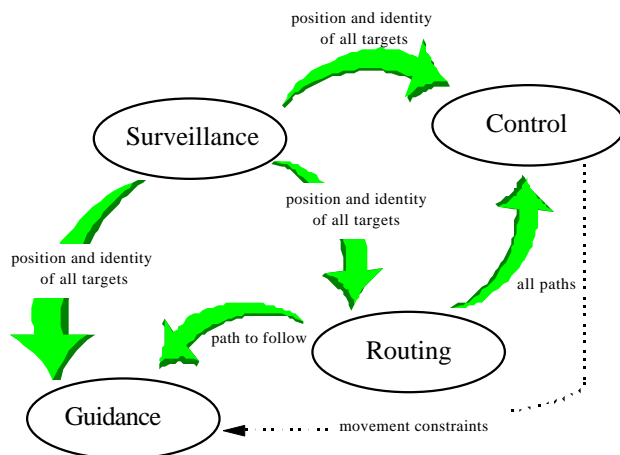 position and identity
of all targets
Surveillance
Control
position and identity
of all targets
position and identity
of all targets
all paths
path to follow
Routing
Guidance
movement constraints